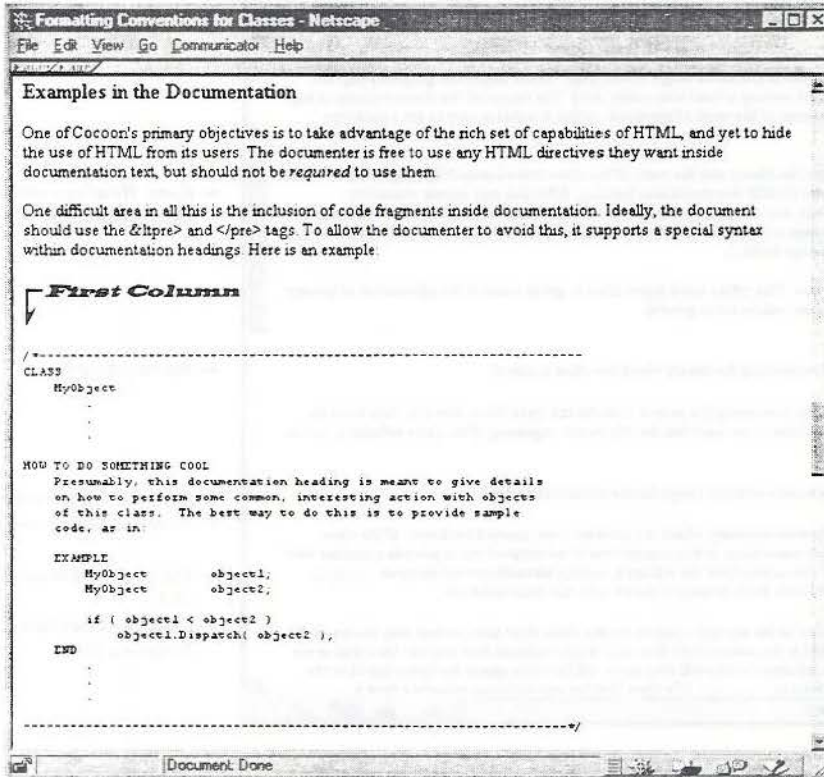 Formatting Conventions for Classes - Netscape
File Edit View Go Communicator Help
Examples in the Documentation
One of Cocoon's primary objectives is to take advantage of the rich set of capabilities of HTML, and yet to hide
the use of HTML from its users. The documenter is free to use any HTML directives they want inside
documentation text, but should not be required to use them.
One difficult area in all this is the inclusion of code fragments inside documentation. Ideally, the document
should use the &ltpre> and </pre> tags. To allow the documenter to avoid this, it supports a special syntax
within documentation headings. Here is an example:
First Column
/*----------------------------------------------------------------------
CLASS
MyObject
.
.
.
HOW TO DO SOMETHING COOL
Presumably, this documentation heading is meant to give details
on how to perform some common, interesting action with objects
of this class. The best way to do this is to provide sample
code, as in:
EXAMPLE
MyObject object1;
MyObject object2;
if ( object1 < object2 )
object1.Dispatch( object2 );
END
.
.
.
----------------------------------------------------------------------*/
Document: Done